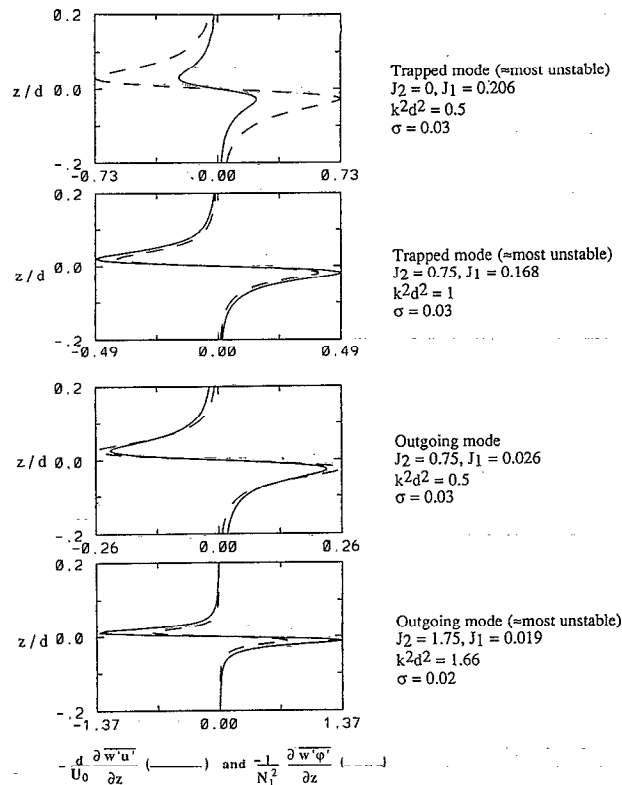 0.2
z/d 0.0
-.2
-0.73 0.00 0.73
Trapped mode (≈most unstable)
J2 = 0, J1 = 0.206
k²d² = 0.5
σ = 0.03
0.2
z/d 0.0
-.2
-0.49 0.00 0.49
Trapped mode (≈most unstable)
J2 = 0.75, J1 = 0.168
k²d² = 1
σ = 0.03
0.2
z/d 0.0
-.2
-0.26 0.00 0.26
Outgoing mode
J2 = 0.75, J1 = 0.026
k²d² = 0.5
σ = 0.03
0.2
z/d 0.0
-.2
-1.37 0.00 1.37
Outgoing mode (≈most unstable)
J2 = 1.75, J1 = 0.019
k²d² = 1.66
σ = 0.02
- d/U₀ ∂w'u'/∂z (———) and -1/N₁² ∂w'φ'/∂z (— —)